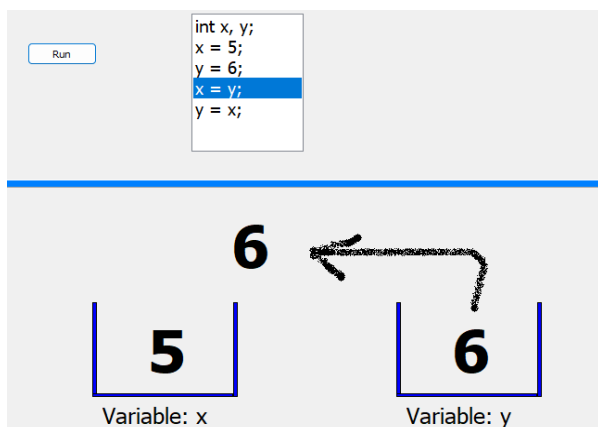 Run
int x, y;
x = 5;
y = 6;
x = y;
y = x;
6
5
6
Variable: x
Variable: y